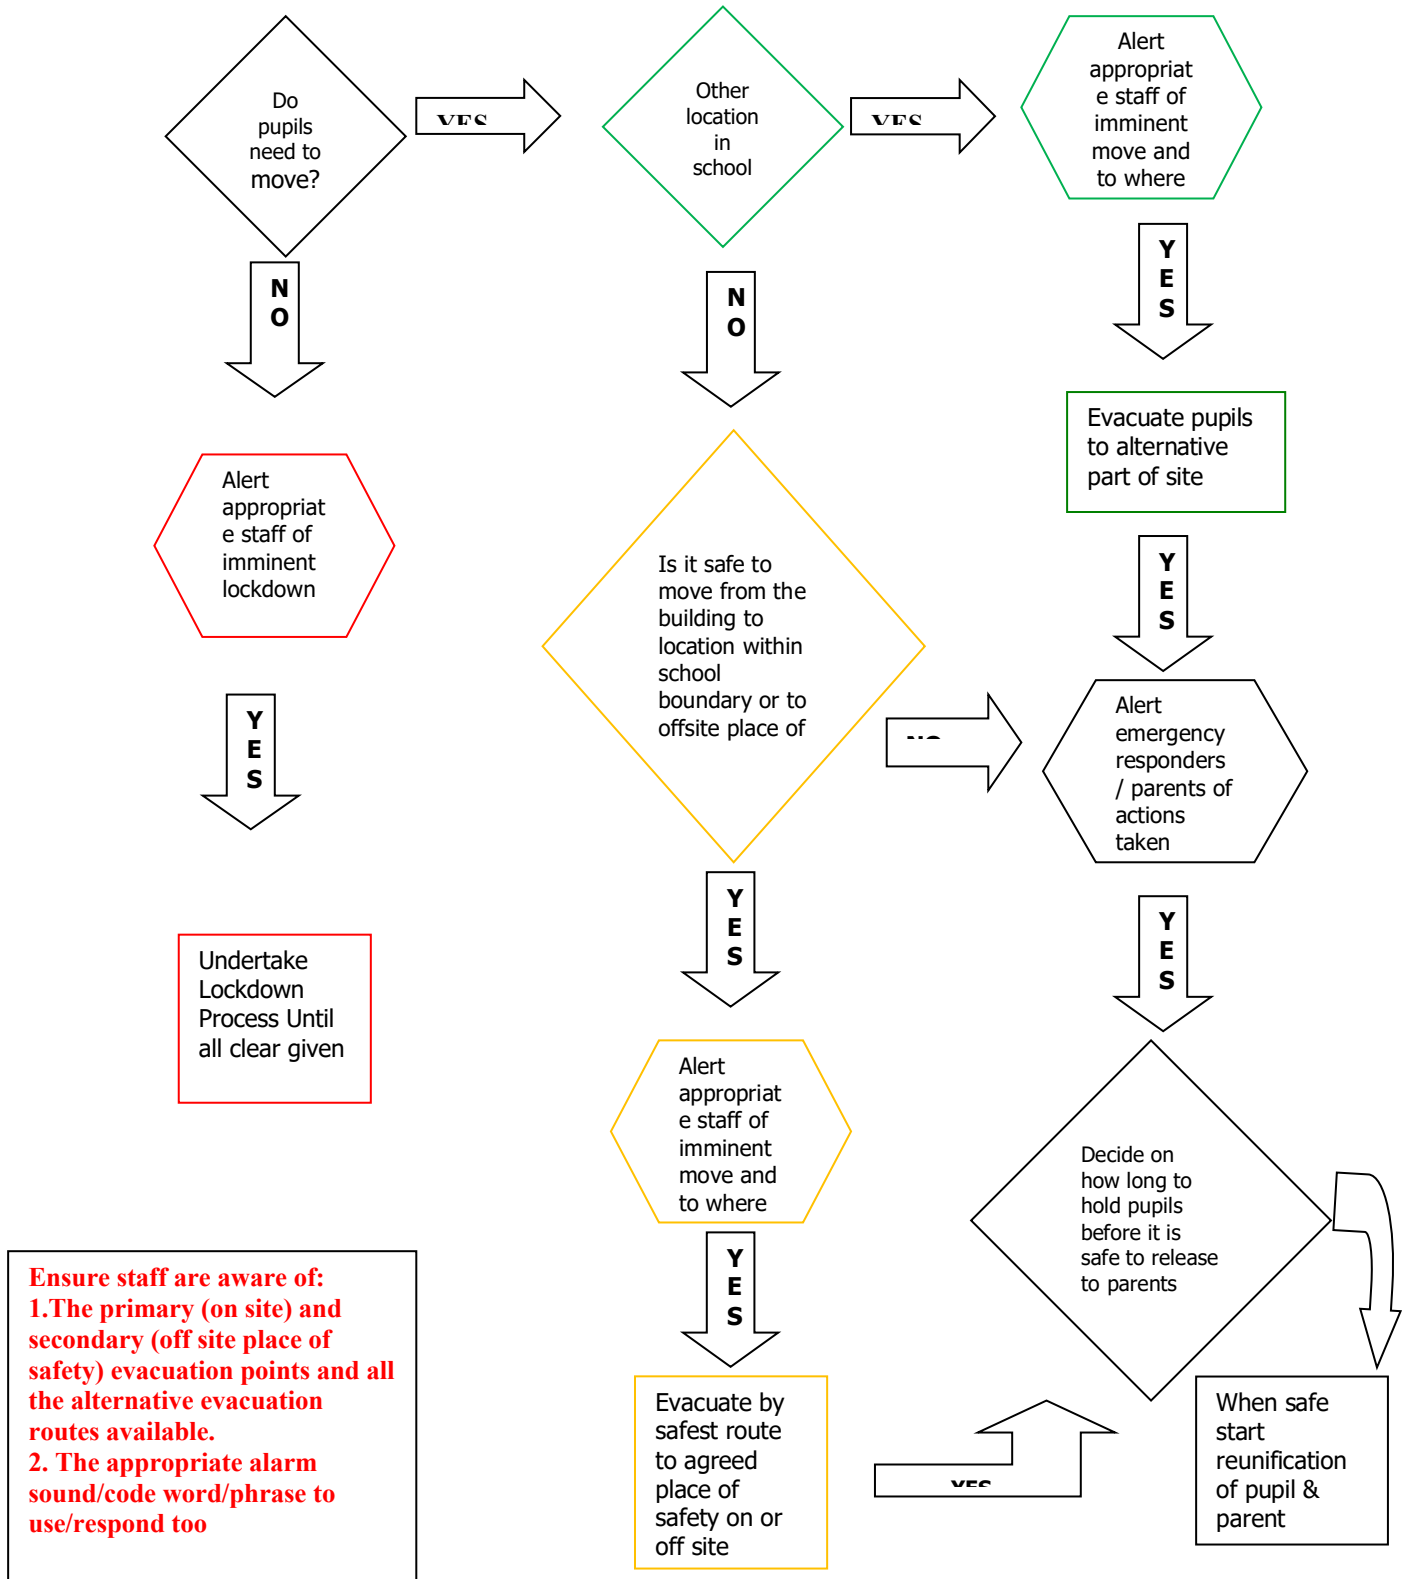 Do
pupils
need to
move?
YES
Other
location
in
school
YES
Alert
appropriat
e staff of
imminent
move and
to where
N
O
N
O
Y
E
S
Evacuate pupils
to alternative
part of site
Alert
appropriat
e staff of
imminent
lockdown
Is it safe to
move from the
building to
location within
school
boundary or to
offsite place of
Y
E
S
NO
Alert
emergency
responders
/ parents of
actions
taken
Y
E
S
Y
E
S
Y
E
S
Undertake
Lockdown
Process Until
all clear given
Alert
appropriat
e staff of
imminent
move and
to where
Decide on
how long to
hold pupils
before it is
safe to release
to parents
Y
E
S
Ensure staff are aware of:
1.The primary (on site) and
secondary (off site place of
safety) evacuation points and all
the alternative evacuation
routes available.
2. The appropriate alarm
sound/code word/phrase to
use/respond too
Evacuate by
safest route
to agreed
place of
safety on or
off site
YES
When safe
start
reunification
of pupil &
parent